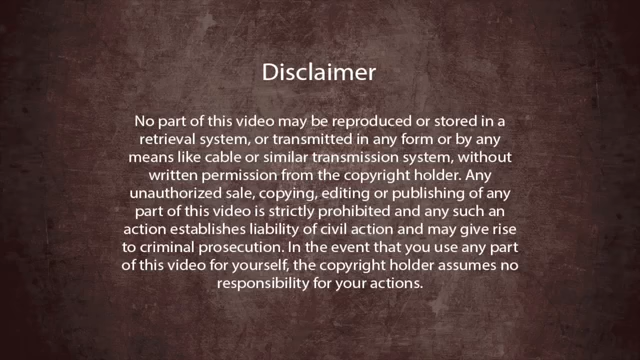 Disclaimer
No part of this video may be reproduced or stored in a
retrieval system, or transmitted in any form or by any
means like cable or similar transmission system, without
written permission from the copyright holder. Any
unauthorized sale, copying, editing or publishing of any
part of this video is strictly prohibited and any such an
action establishes liability of civil action and may give rise
to criminal prosecution. In the event that you use any part
of this video for yourself, the copyright holder assumes no
responsibility for your actions.